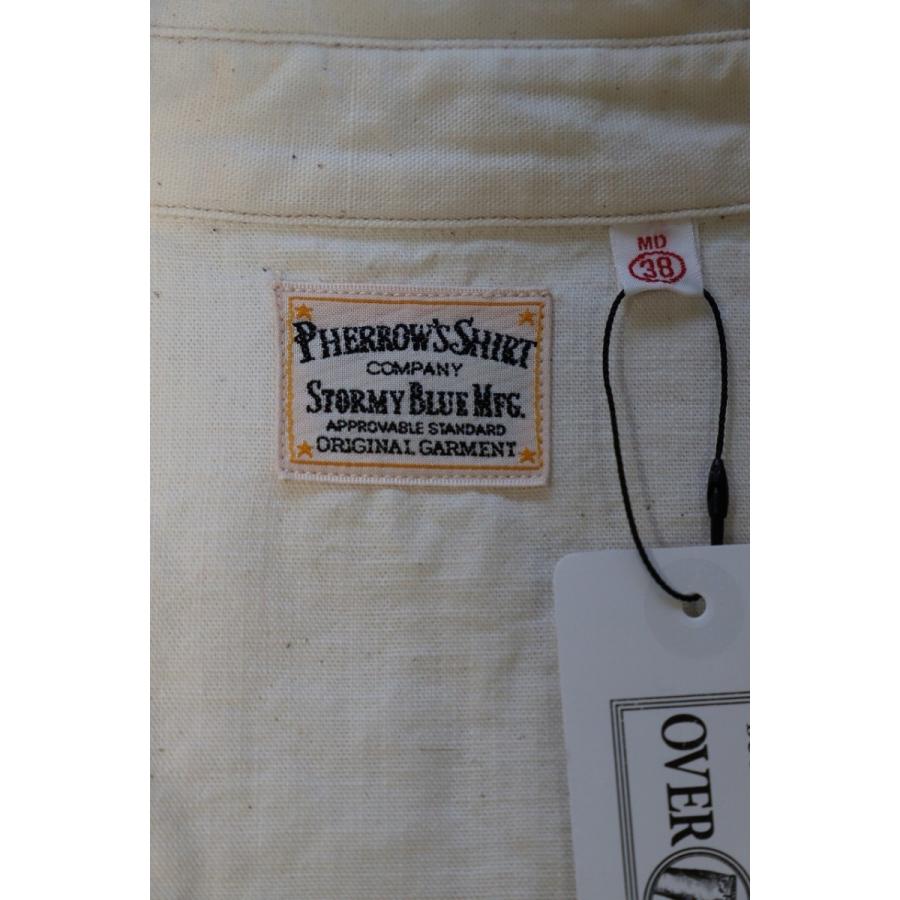 MD
38
PHERROW'S SHIRT
COMPANY
STORMY BLUE MFG.
APPROVABLE STANDARD
ORIGINAL GARMENT
OVER